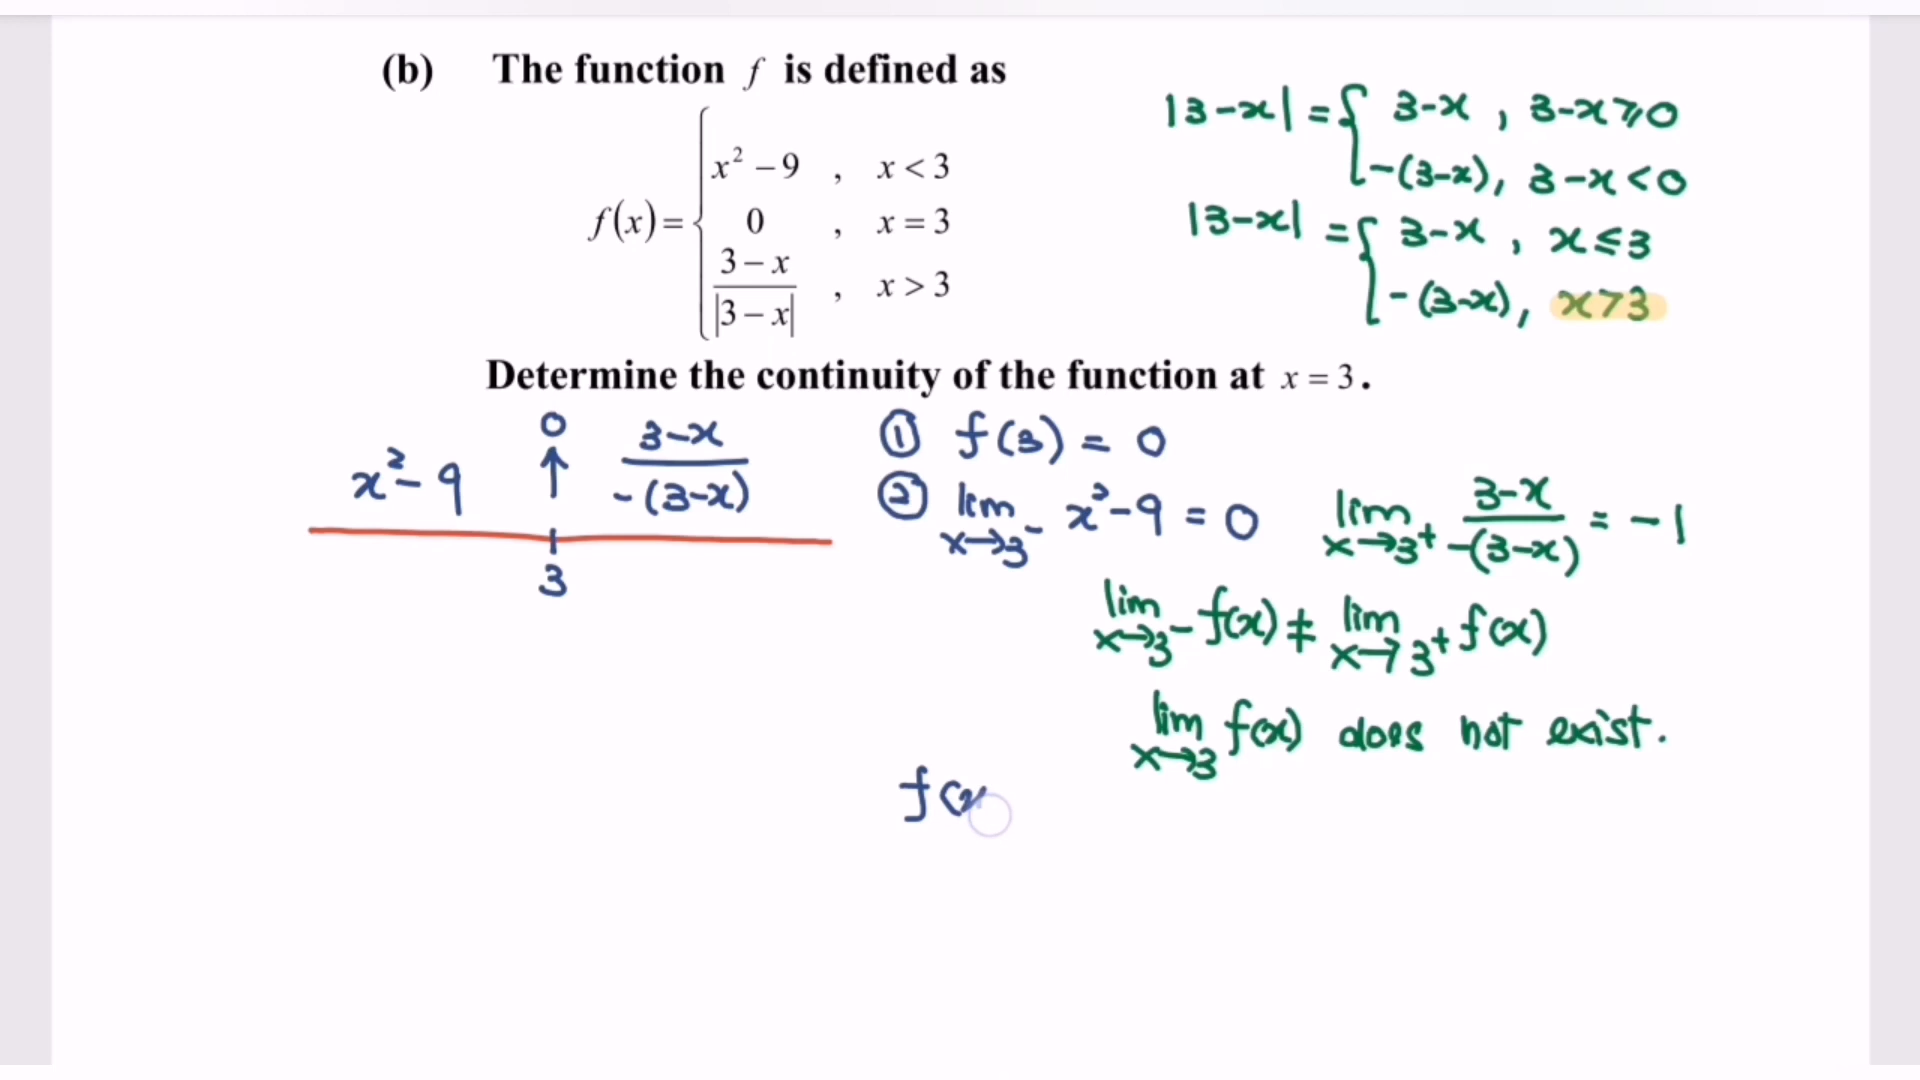 (b) The function f is defined as
f(x) = { x² − 9 , x < 3
0 , x = 3
(3 − x)/|3 − x| , x > 3
|3−x| = { 3−x , 3−x ≥ 0
−(3−x), 3−x < 0
|3−x| = { 3−x , x ≤ 3
−(3−x), x > 3
Determine the continuity of the function at x = 3.
x² − 9
0
↑
3
(3−x)/−(3−x)
① f(3) = 0
② lim x→3⁻ x²−9 = 0
lim x→3⁺ (3−x)/−(3−x) = −1
lim x→3⁻ f(x) ≠ lim x→3⁺ f(x)
lim x→3 f(x) does not exist.
f(x